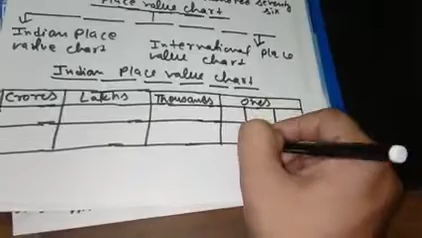 seventy
Place value chart six
Indian Place
value chart
International Place
value chart
Indian Place value chart
Crores Lakhs Thousands Ones